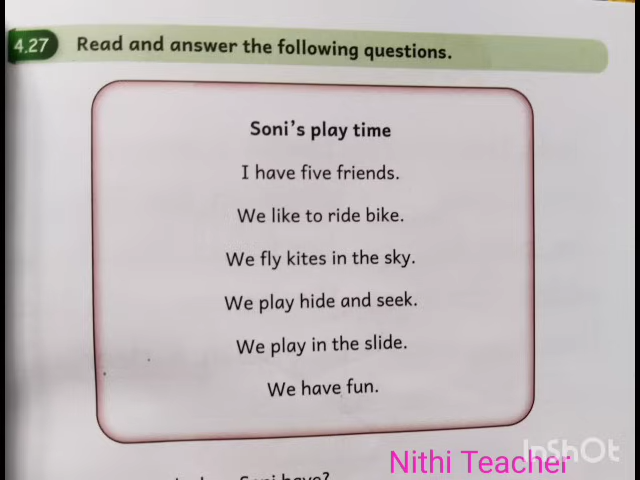 4.27 Read and answer the following questions.
Soni's play time
I have five friends.
We like to ride bike.
We fly kites in the sky.
We play hide and seek.
We play in the slide.
We have fun.
Soni have?
Nithi Teacher
InShOt